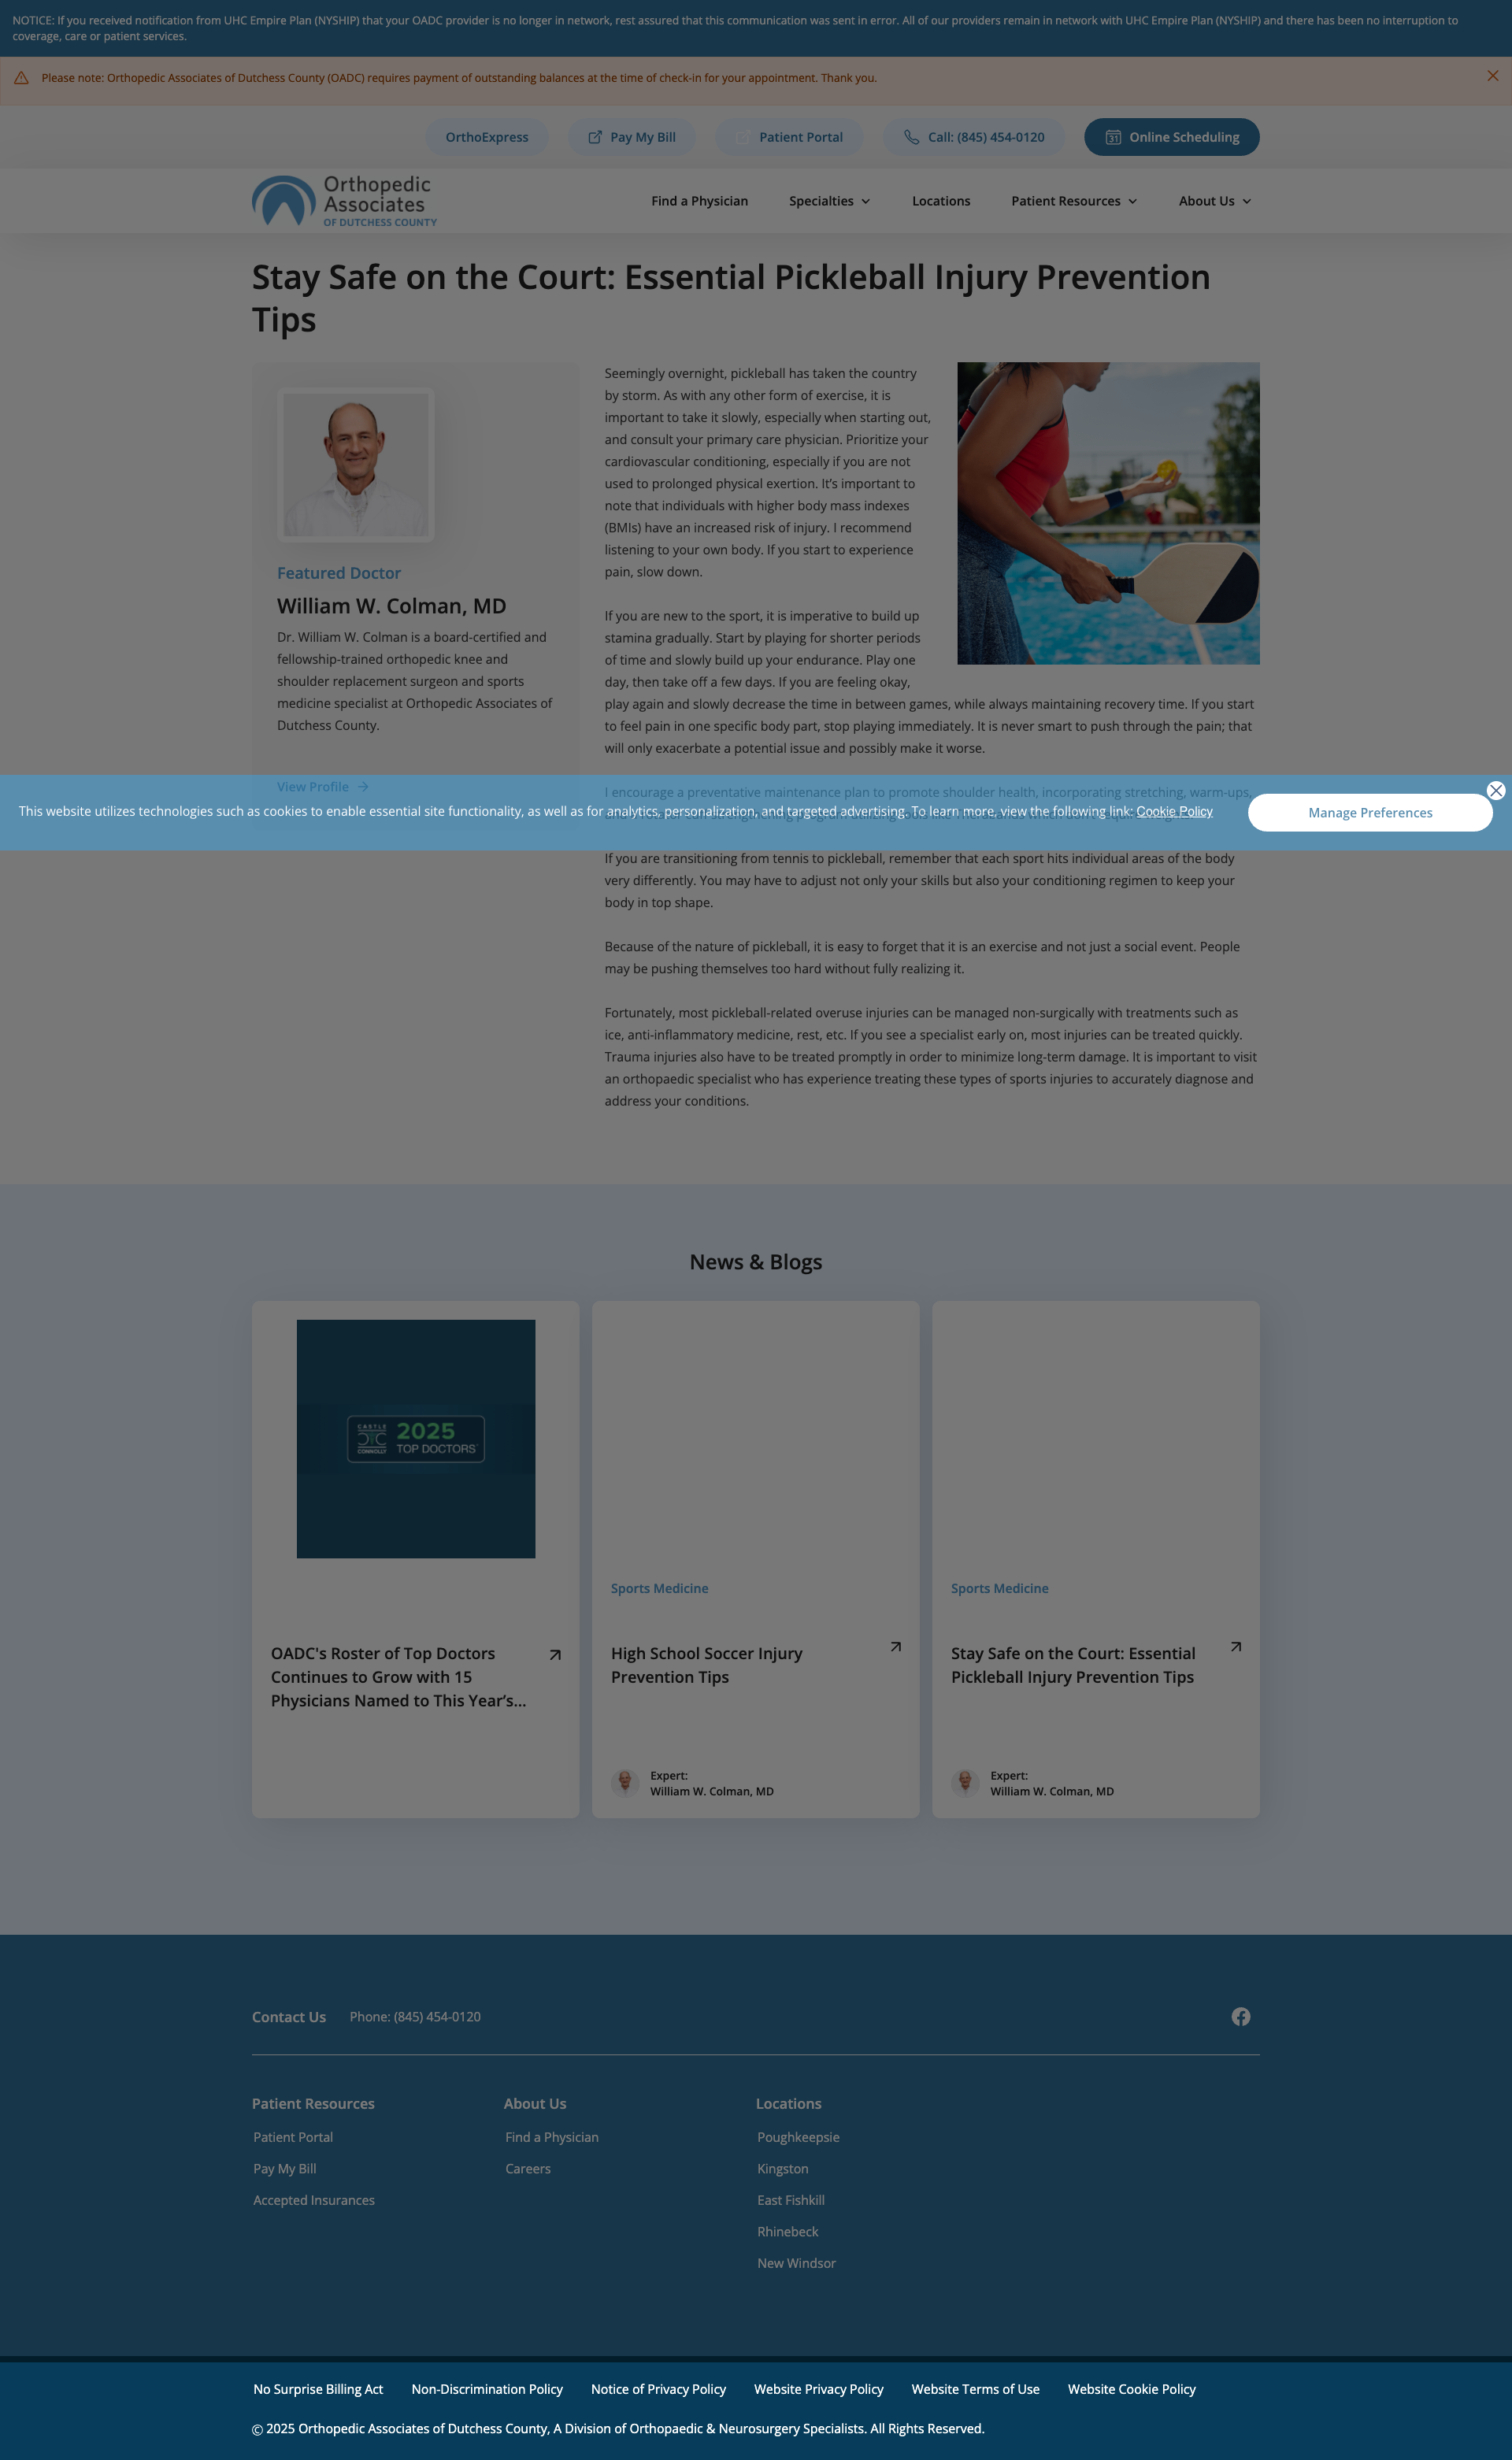 NOTICE: If you received notification from UHC Empire Plan (NYSHIP) that your OADC provider is no longer in network, rest assured that this communication was sent in error. All of our providers remain in network with UHC Empire Plan (NYSHIP) and there has been no interruption to
coverage, care or patient services.
Please note: Orthopedic Associates of Dutchess County (OADC) requires payment of outstanding balances at the time of check-in for your appointment. Thank you.
OrthoExpress
Pay My Bill
Patient Portal
Call: (845) 454-0120
31 Online Scheduling
Orthopedic
Associates
OF DUTCHESS COUNTY
Find a Physician
Specialties
Locations
Patient Resources
About Us
Stay Safe on the Court: Essential Pickleball Injury Prevention
Tips
Featured Doctor
William W. Colman, MD
Dr. William W. Colman is a board-certified and
fellowship-trained orthopedic knee and
shoulder replacement surgeon and sports
medicine specialist at Orthopedic Associates of
Dutchess County.
View Profile
Seemingly overnight, pickleball has taken the country
by storm. As with any other form of exercise, it is
important to take it slowly, especially when starting out,
and consult your primary care physician. Prioritize your
cardiovascular conditioning, especially if you are not
used to prolonged physical exertion. It’s important to
note that individuals with higher body mass indexes
(BMIs) have an increased risk of injury. I recommend
listening to your own body. If you start to experience
pain, slow down.
If you are new to the sport, it is imperative to build up
stamina gradually. Start by playing for shorter periods
of time and slowly build up your endurance. Play one
day, then take off a few days. If you are feeling okay,
play again and slowly decrease the time in between games, while always maintaining recovery time. If you start
to feel pain in one specific body part, stop playing immediately. It is never smart to push through the pain; that
will only exacerbate a potential issue and possibly make it worse.
I encourage a preventative maintenance plan to promote shoulder health, incorporating stretching, warm-ups,
This website utilizes technologies such as cookies to enable essential site functionality, as well as for analytics, personalization, and targeted advertising. To learn more, view the following link: Cookie Policy
Manage Preferences
If you are transitioning from tennis to pickleball, remember that each sport hits individual areas of the body
very differently. You may have to adjust not only your skills but also your conditioning regimen to keep your
body in top shape.
Because of the nature of pickleball, it is easy to forget that it is an exercise and not just a social event. People
may be pushing themselves too hard without fully realizing it.
Fortunately, most pickleball-related overuse injuries can be managed non-surgically with treatments such as
ice, anti-inflammatory medicine, rest, etc. If you see a specialist early on, most injuries can be treated quickly.
Trauma injuries also have to be treated promptly in order to minimize long-term damage. It is important to visit
an orthopaedic specialist who has experience treating these types of sports injuries to accurately diagnose and
address your conditions.
News & Blogs
CASTLE
CONNOLLY
2025
TOP DOCTORS
OADC's Roster of Top Doctors
Continues to Grow with 15
Physicians Named to This Year’s...
Sports Medicine
High School Soccer Injury
Prevention Tips
Expert:
William W. Colman, MD
Sports Medicine
Stay Safe on the Court: Essential
Pickleball Injury Prevention Tips
Expert:
William W. Colman, MD
Contact Us
Phone: (845) 454-0120
Patient Resources
Patient Portal
Pay My Bill
Accepted Insurances
About Us
Find a Physician
Careers
Locations
Poughkeepsie
Kingston
East Fishkill
Rhinebeck
New Windsor
No Surprise Billing Act
Non-Discrimination Policy
Notice of Privacy Policy
Website Privacy Policy
Website Terms of Use
Website Cookie Policy
© 2025 Orthopedic Associates of Dutchess County, A Division of Orthopaedic & Neurosurgery Specialists. All Rights Reserved.